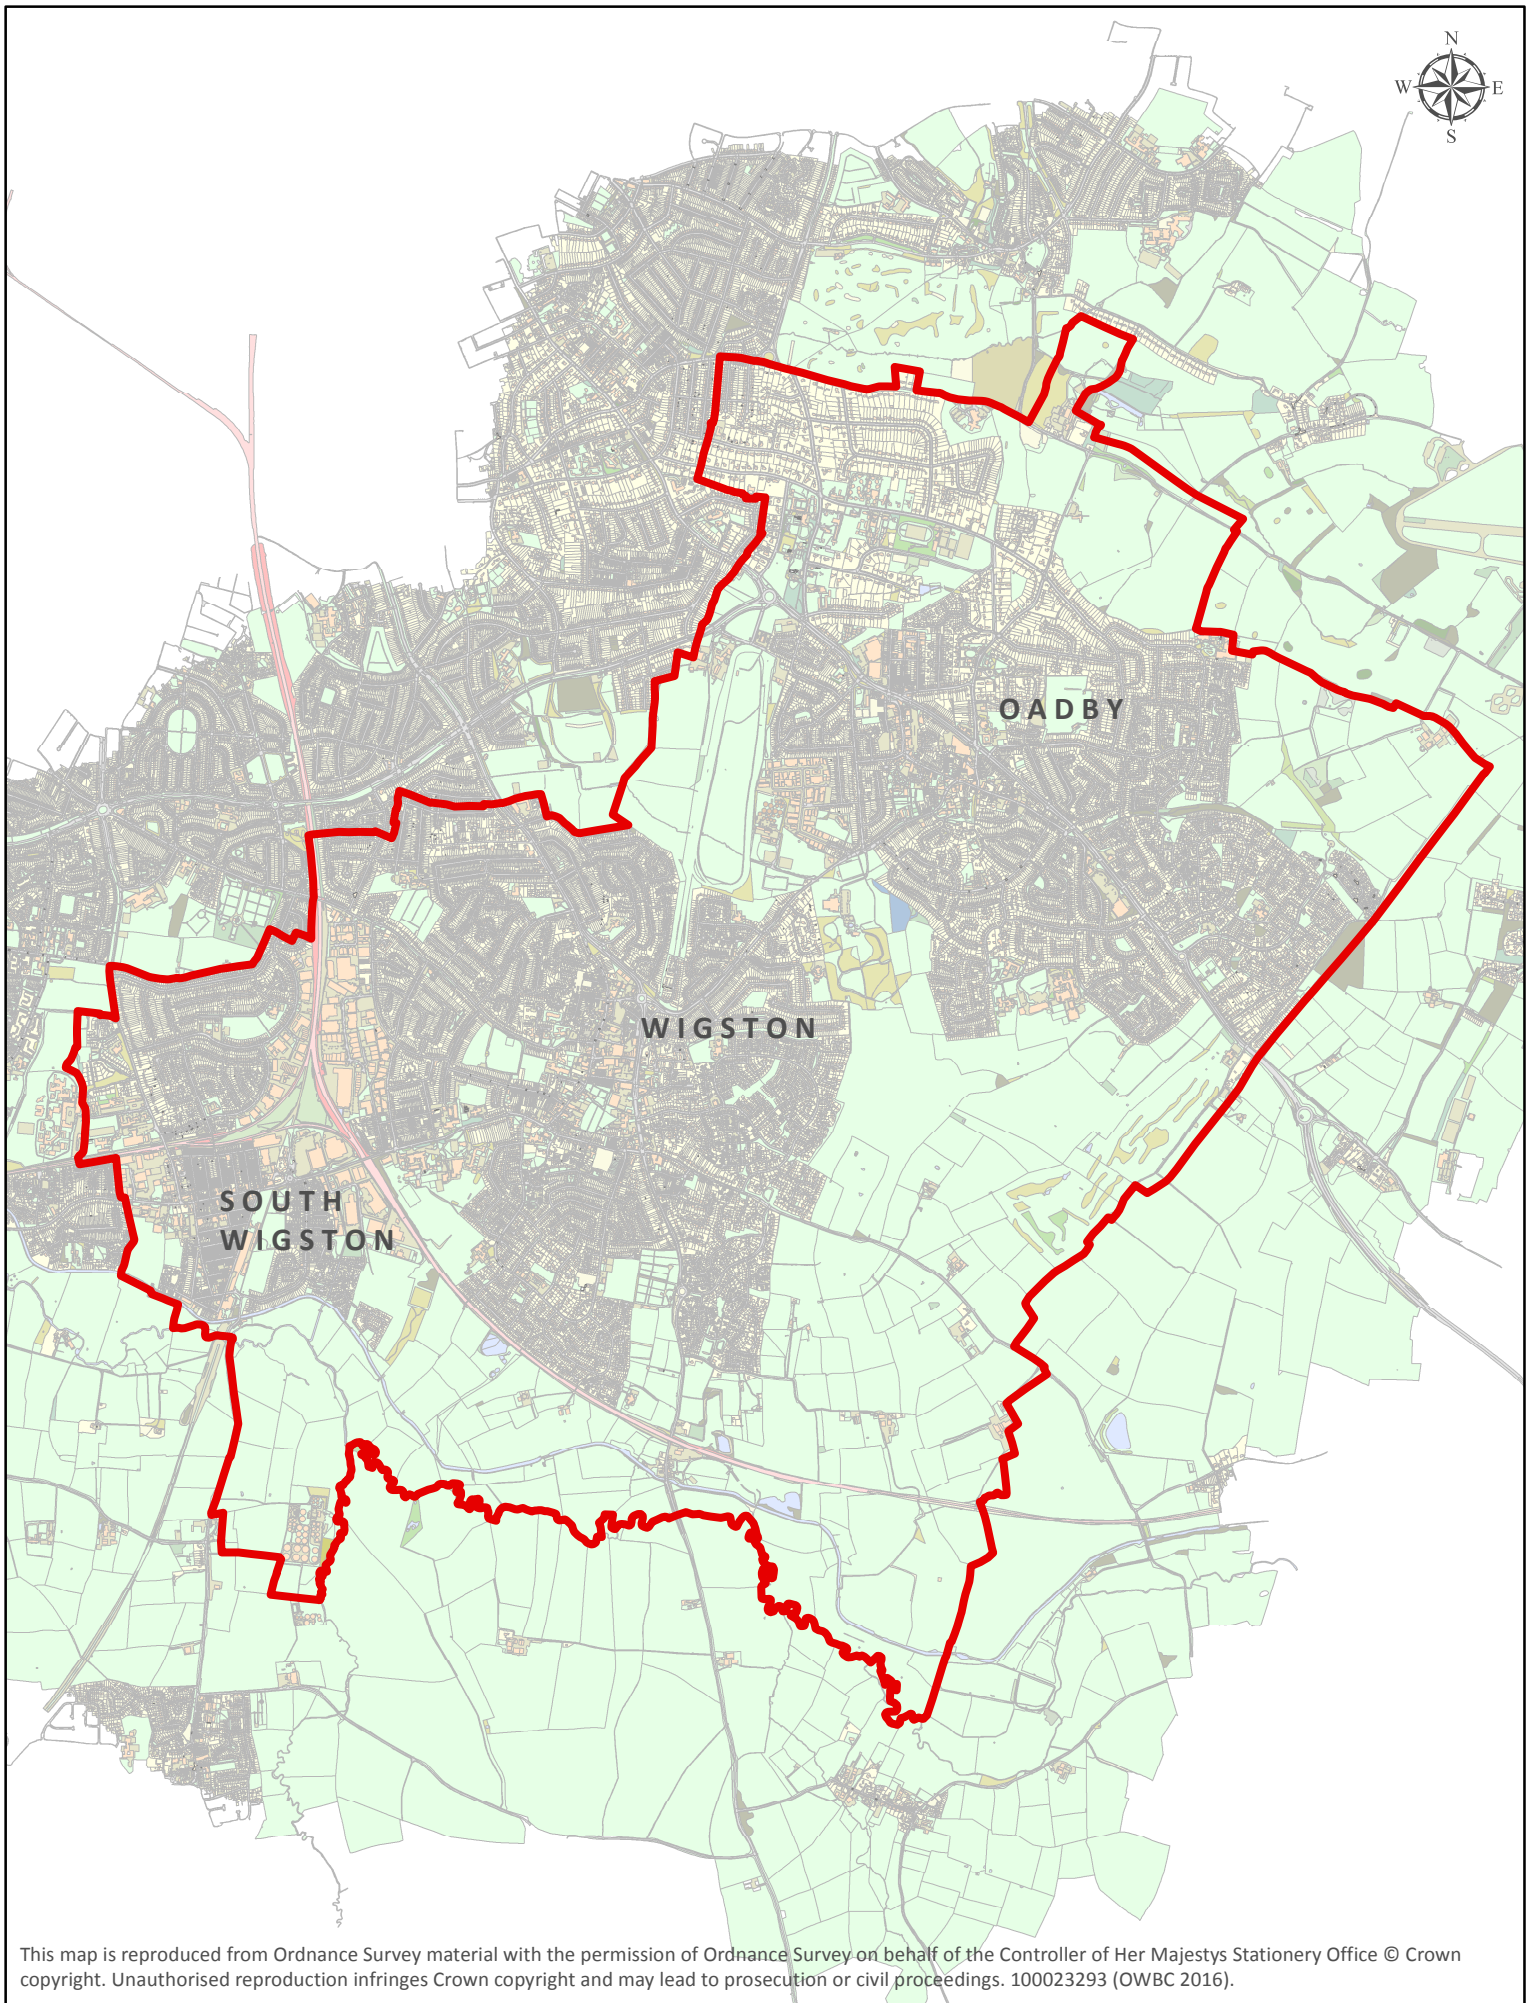 N
W E
S
OADBY
WIGSTON
SOUTH
WIGSTON
This map is reproduced from Ordnance Survey material with the permission of Ordnance Survey on behalf of the Controller of Her Majestys Stationery Office © Crown
copyright. Unauthorised reproduction infringes Crown copyright and may lead to prosecution or civil proceedings. 100023293 (OWBC 2016).